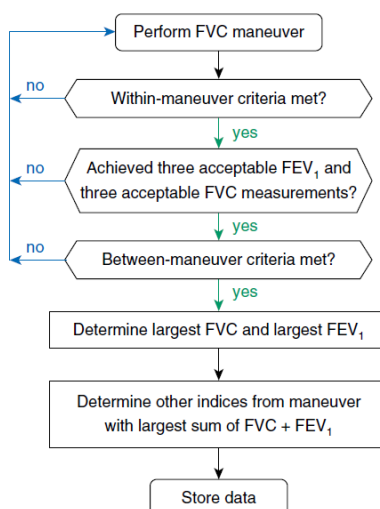 Perform FVC maneuver
no
Within-maneuver criteria met?
yes
no
Achieved three acceptable FEV₁ and
three acceptable FVC measurements?
yes
no
Between-maneuver criteria met?
yes
Determine largest FVC and largest FEV₁
Determine other indices from maneuver
with largest sum of FVC + FEV₁
Store data